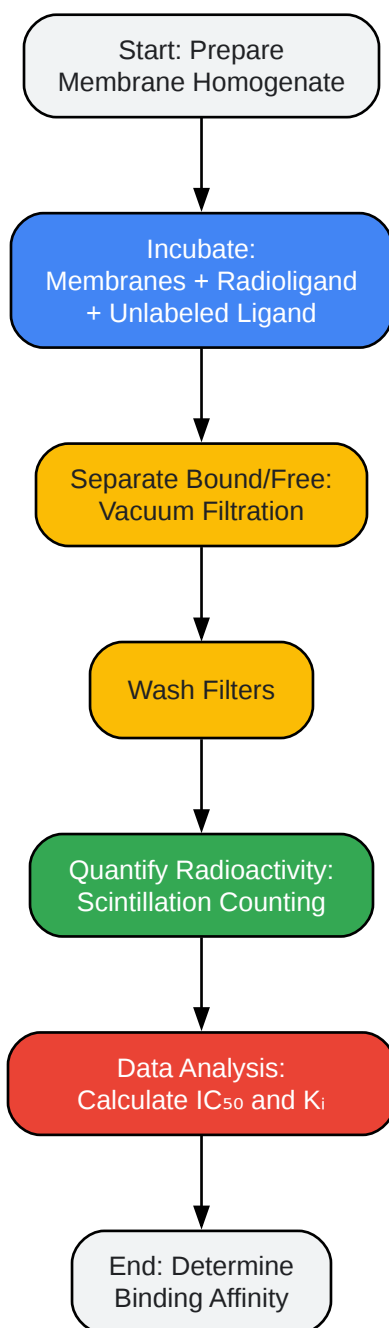 Start: Prepare
Membrane Homogenate
Incubate:
Membranes + Radioligand
+ Unlabeled Ligand
Separate Bound/Free:
Vacuum Filtration
Wash Filters
Quantify Radioactivity:
Scintillation Counting
Data Analysis:
Calculate IC₅₀ and Kᵢ
End: Determine
Binding Affinity